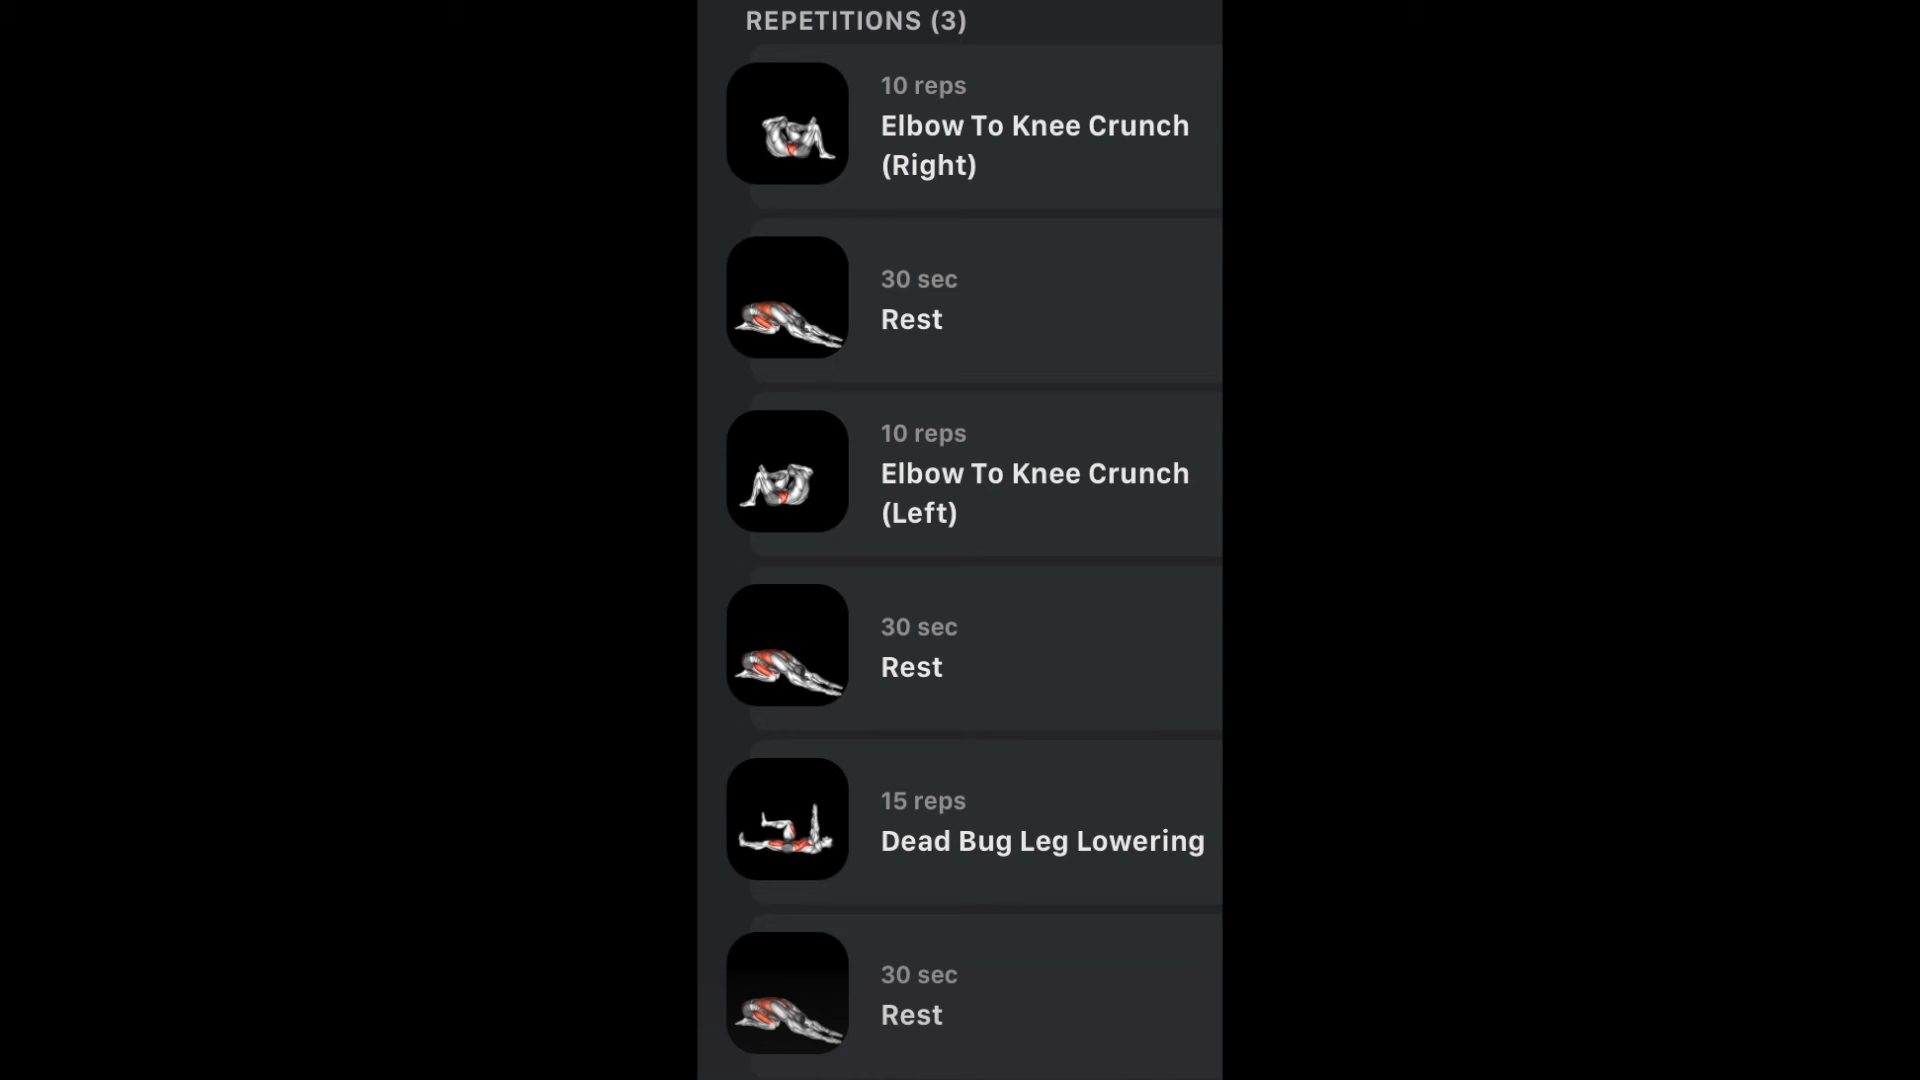 REPETITIONS (3)
10 reps
Elbow To Knee Crunch
(Right)
30 sec
Rest
10 reps
Elbow To Knee Crunch
(Left)
30 sec
Rest
15 reps
Dead Bug Leg Lowering
30 sec
Rest